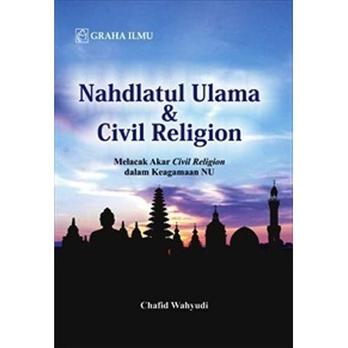 GRAHA ILMU
Nahdlatul Ulama
&
Civil Religion
Melacak Akar Civil Religion
dalam Keagamaan NU
Chafid Wahyudi